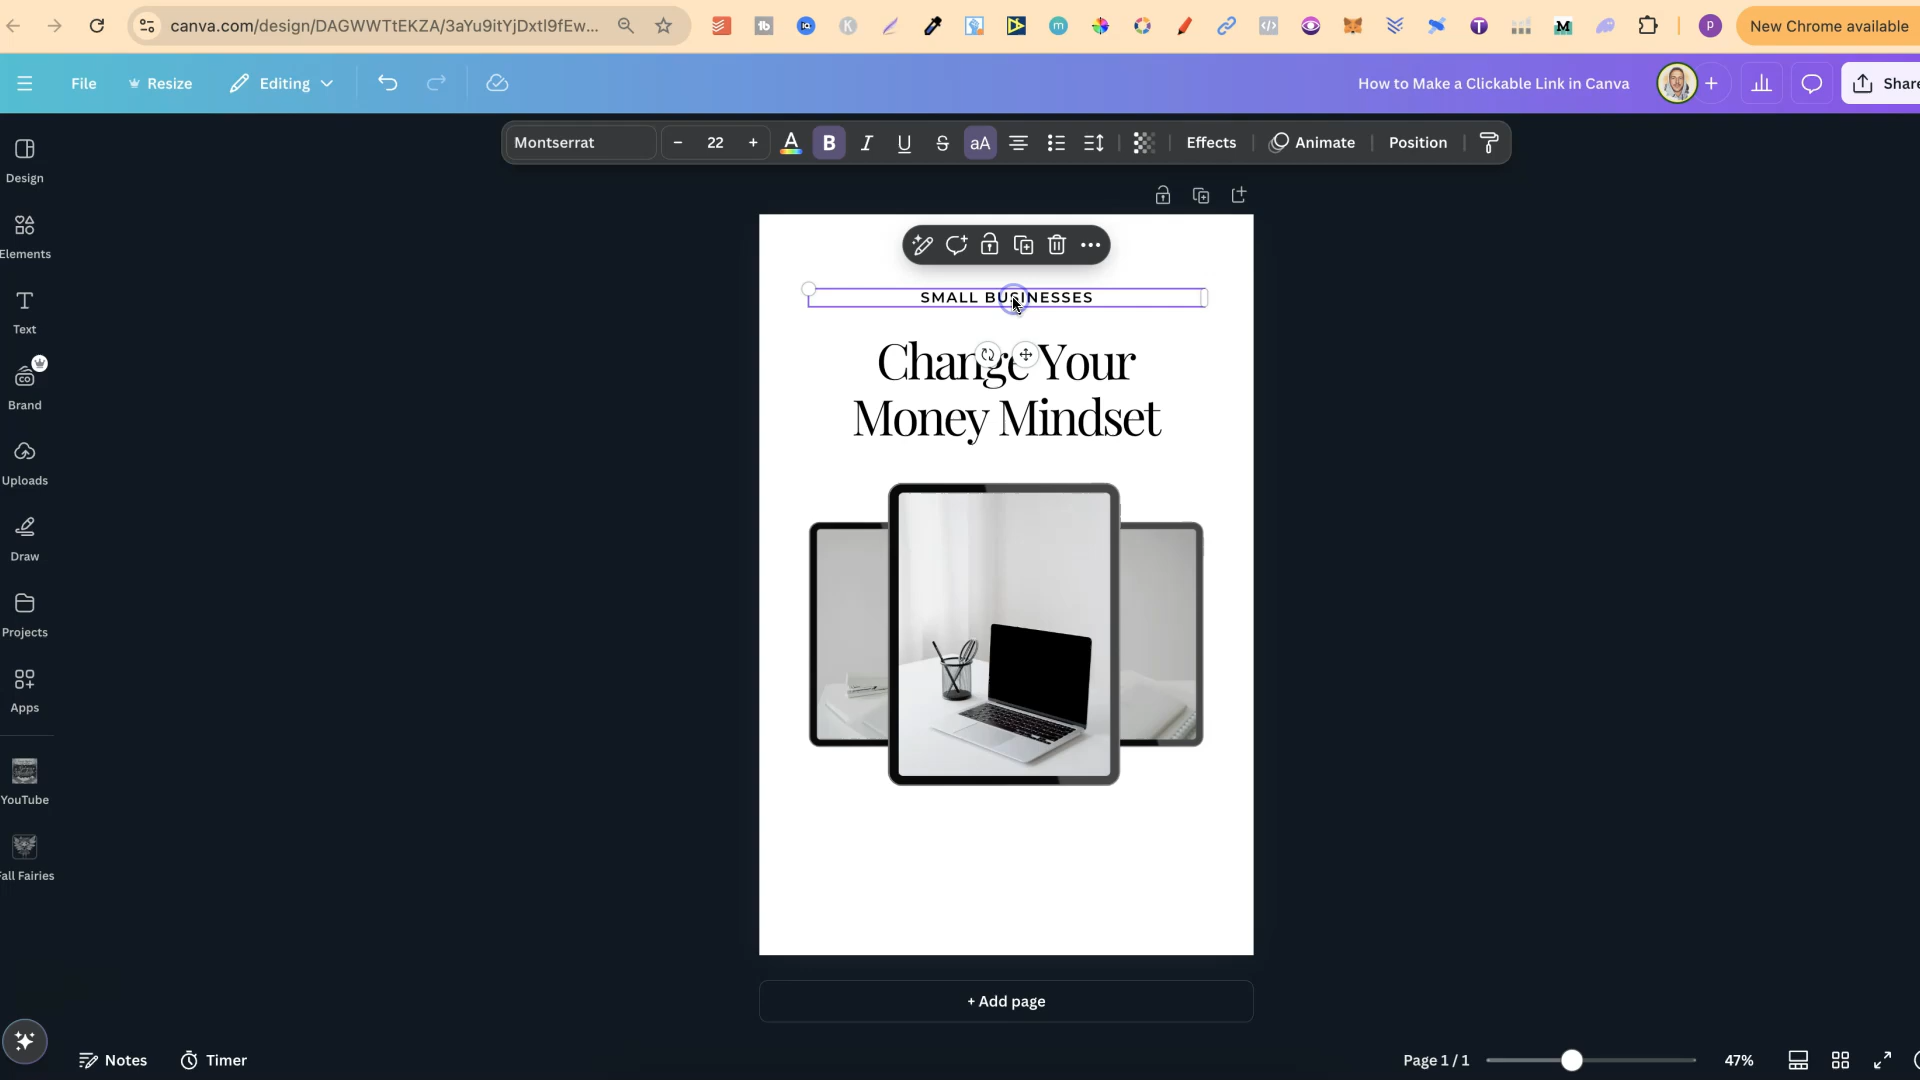 canva.com/design/DAGWWTtEKZA/3aYu9itYjDxtl9fEw...
New Chrome available
File
Resize
Editing
How to Make a Clickable Link in Canva
Share
Montserrat
22
Effects
Animate
Position
Design
Elements
Text
Brand
Uploads
Draw
Projects
Apps
YouTube
Fall Fairies
SMALL BUSINESSES
Change Your
Money Mindset
+ Add page
Notes
Timer
Page 1 / 1
47%